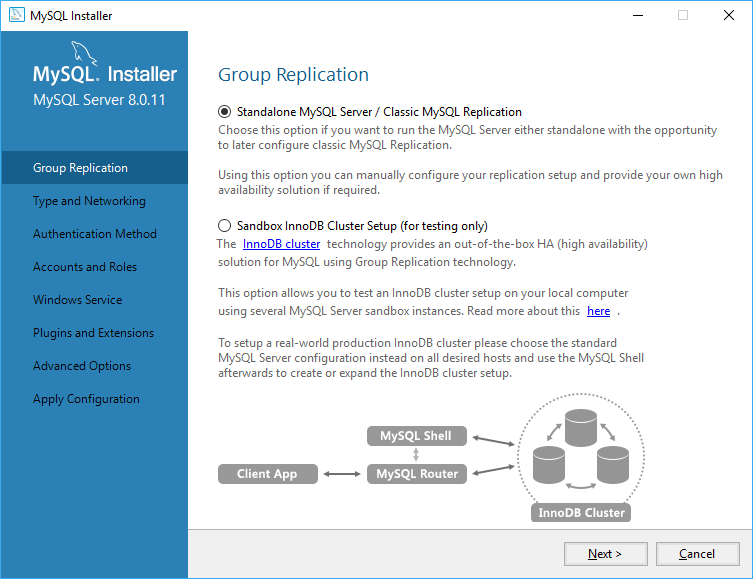 MySQL Installer
MySQL® Installer
MySQL Server 8.0.11
Group Replication
Type and Networking
Authentication Method
Accounts and Roles
Windows Service
Plugins and Extensions
Advanced Options
Apply Configuration
Group Replication
Standalone MySQL Server / Classic MySQL Replication
Choose this option if you want to run the MySQL Server either standalone with the opportunity
to later configure classic MySQL Replication.
Using this option you can manually configure your replication setup and provide your own high
availability solution if required.
Sandbox InnoDB Cluster Setup (for testing only)
The InnoDB cluster technology provides an out-of-the-box HA (high availability)
solution for MySQL using Group Replication technology.
This option allows you to test an InnoDB cluster setup on your local computer
using several MySQL Server sandbox instances. Read more about this here .
To setup a real-world production InnoDB cluster please choose the standard
MySQL Server configuration instead on all desired hosts and use the MySQL Shell
afterwards to create or expand the InnoDB cluster setup.
MySQL Shell
Client App
MySQL Router
InnoDB Cluster
Next >
Cancel